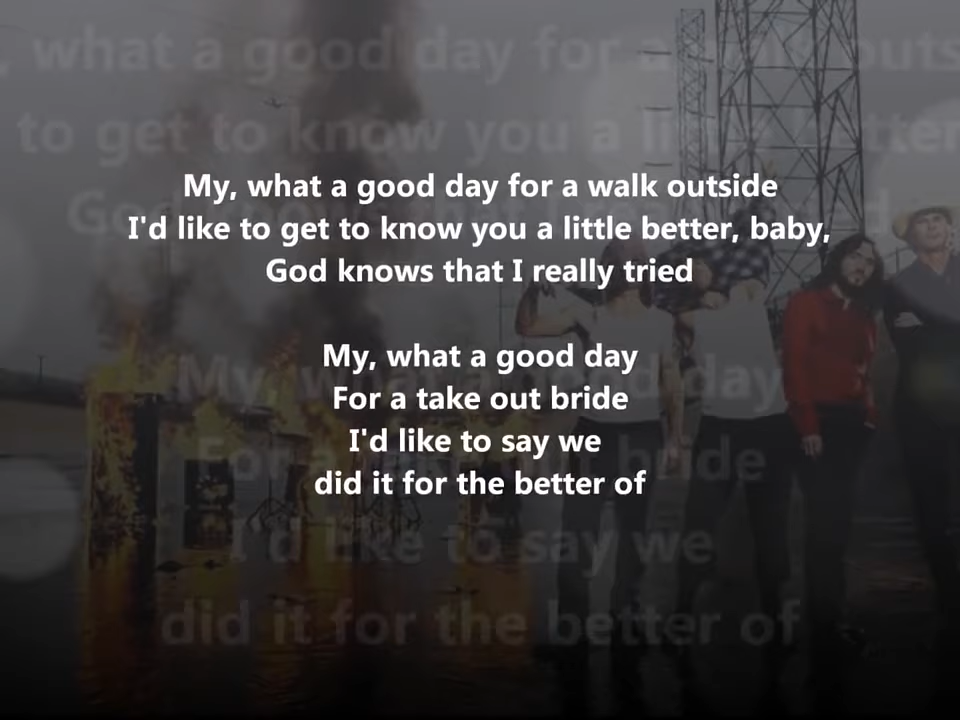 My, what a good day for a walk outside
I'd like to get to know you a little better, baby,
God knows that I really tried
My, what a good day
For a take out bride
I'd like to say we
did it for the better of